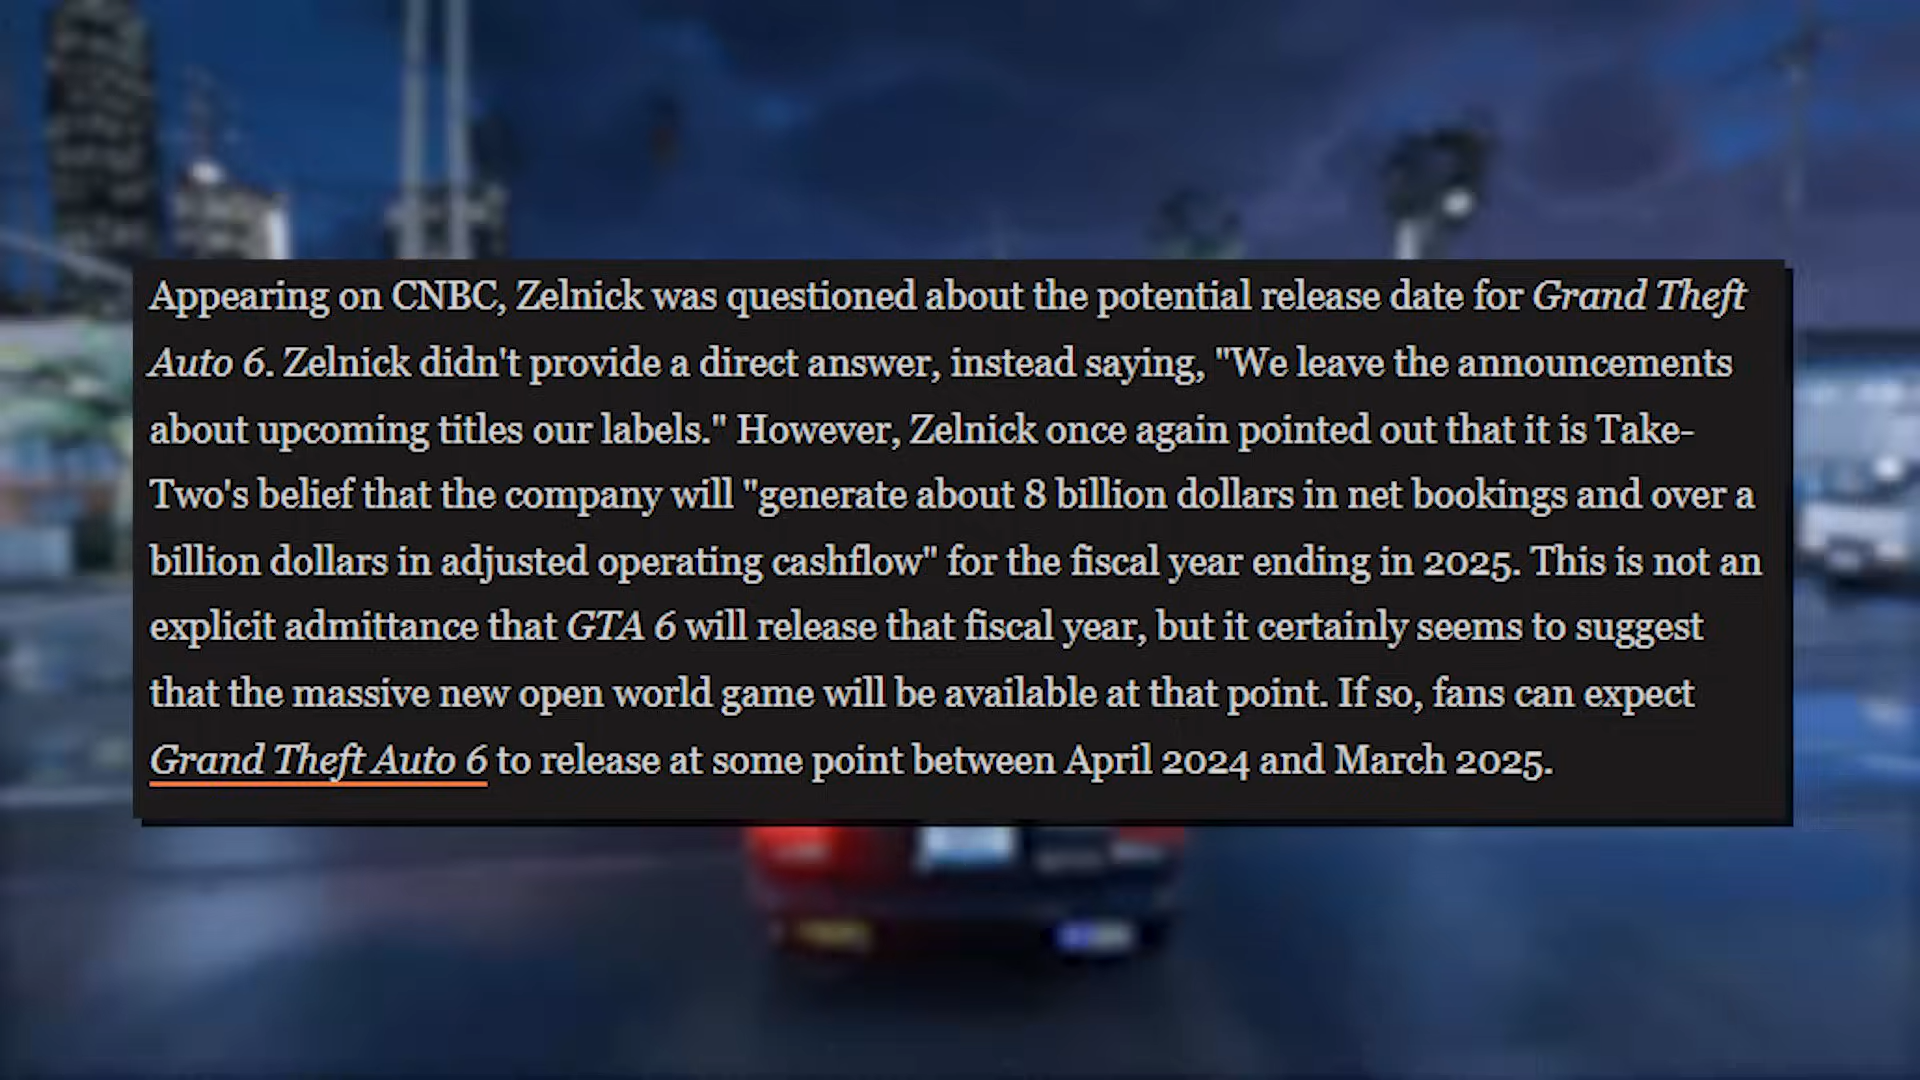 Appearing on CNBC, Zelnick was questioned about the potential release date for Grand Theft
Auto 6. Zelnick didn't provide a direct answer, instead saying, "We leave the announcements
about upcoming titles our labels." However, Zelnick once again pointed out that it is Take-
Two's belief that the company will "generate about 8 billion dollars in net bookings and over a
billion dollars in adjusted operating cashflow" for the fiscal year ending in 2025. This is not an
explicit admittance that GTA 6 will release that fiscal year, but it certainly seems to suggest
that the massive new open world game will be available at that point. If so, fans can expect
Grand Theft Auto 6 to release at some point between April 2024 and March 2025.